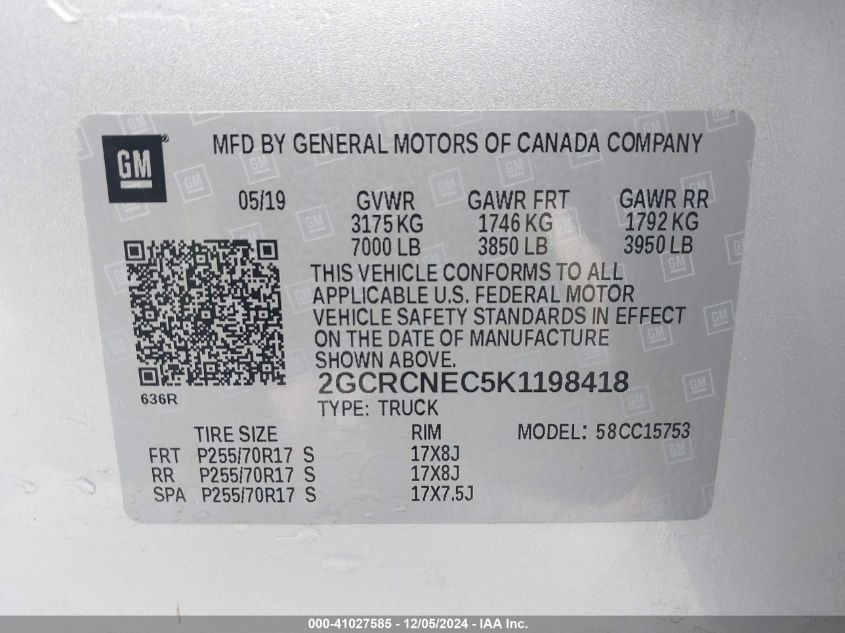 GM ®
MFD BY GENERAL MOTORS OF CANADA COMPANY
05/19 GVWR GAWR FRT GAWR RR
3175 KG 1746 KG 1792 KG
7000 LB 3850 LB 3950 LB
THIS VEHICLE CONFORMS TO ALL
APPLICABLE U.S. FEDERAL MOTOR
VEHICLE SAFETY STANDARDS IN EFFECT
ON THE DATE OF MANUFACTURE
SHOWN ABOVE.
2GCRCNEC5K1198418
636R
TYPE: TRUCK
TIRE SIZE RIM MODEL: 58CC15753
FRT P255/70R17 S 17X8J
RR P255/70R17 S 17X8J
SPA P255/70R17 S 17X7.5J
000-41027585 - 12/05/2024 - IAA Inc.